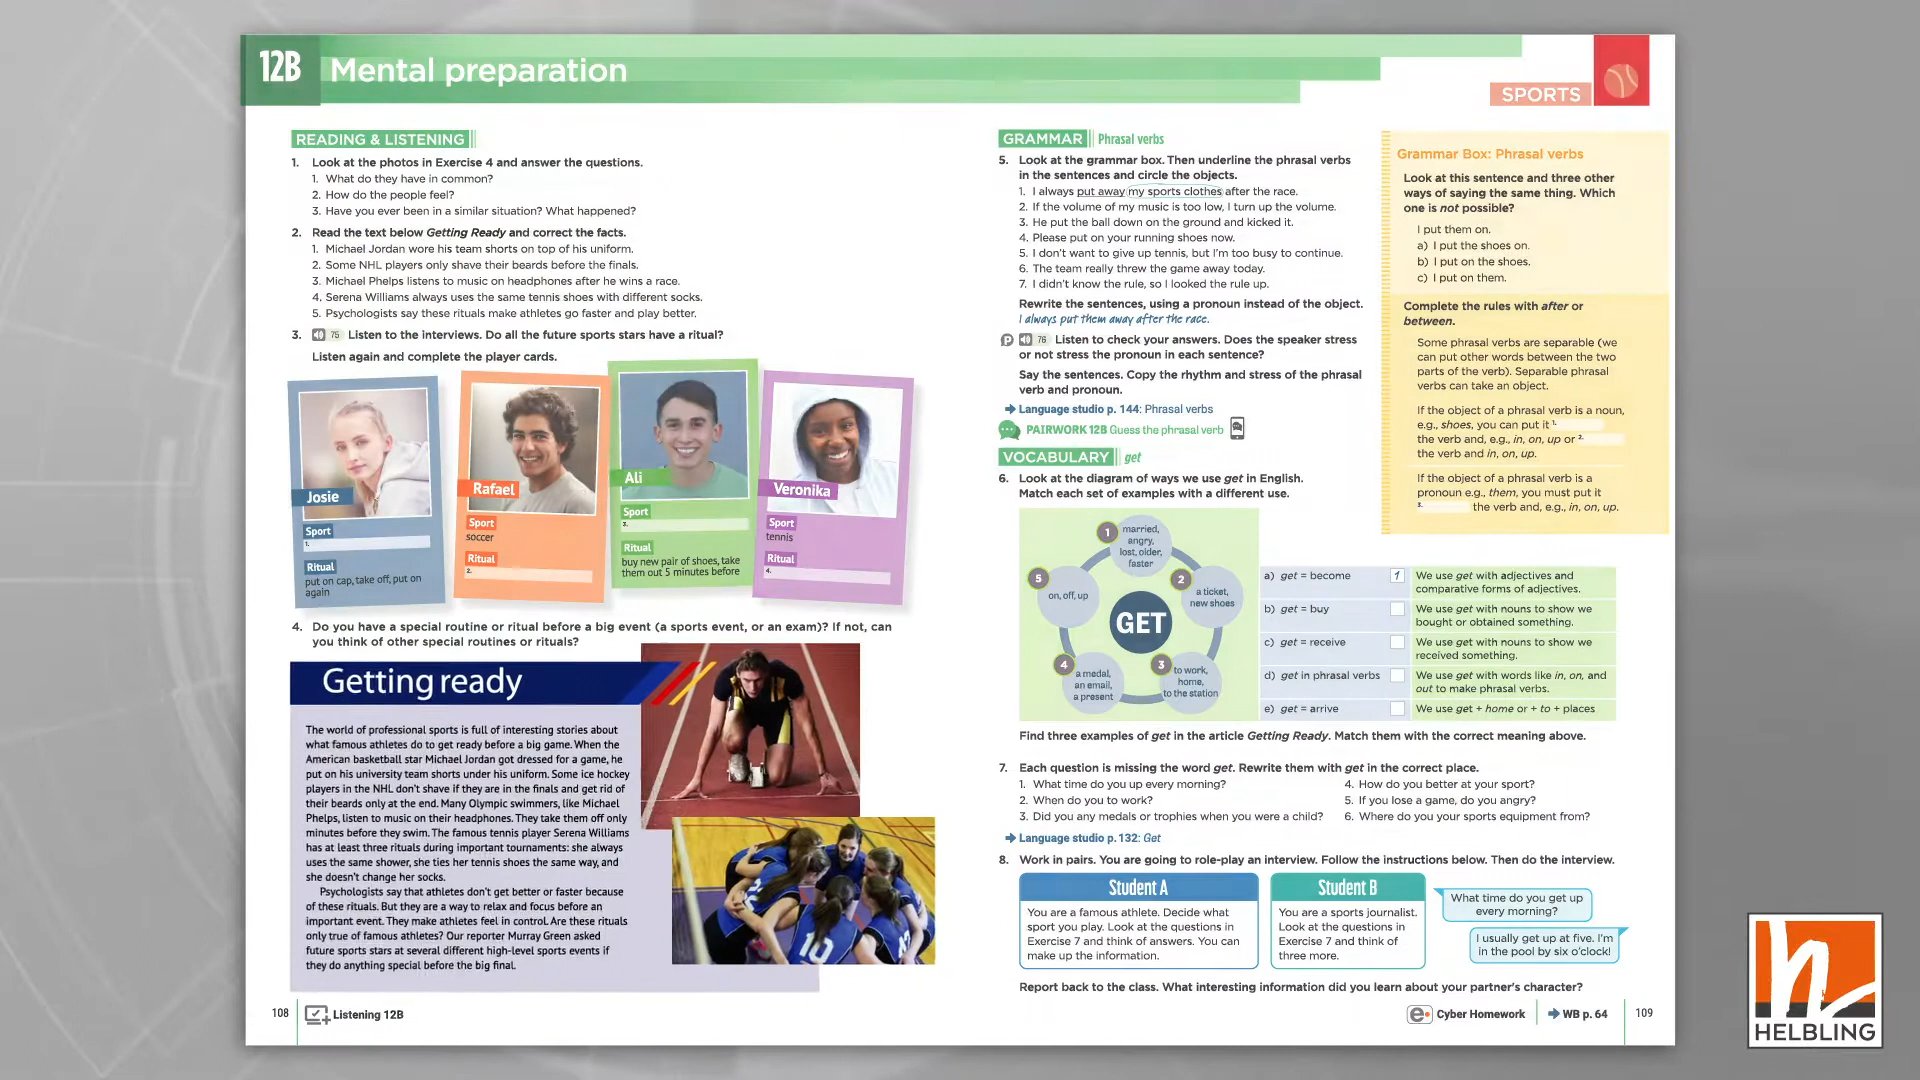 12B Mental preparation
SPORTS
READING & LISTENING
1. Look at the photos in Exercise 4 and answer the questions.
1. What do they have in common?
2. How do the people feel?
3. Have you ever been in a similar situation? What happened?
2. Read the text below Getting Ready and correct the facts.
1. Michael Jordan wore his team shorts on top of his uniform.
2. Some NHL players only shave their beards before the finals.
3. Michael Phelps listens to music on headphones after he wins a race.
4. Serena Williams always uses the same tennis shoes with different socks.
5. Psychologists say these rituals make athletes go faster and play better.
3. 75 Listen to the interviews. Do all the future sports stars have a ritual?
Listen again and complete the player cards.
Josie
Sport
1.
Ritual
put on cap, take off, put on
again
Rafael
Sport
soccer
Ritual
2.
Ali
Sport
3.
Ritual
buy new pair of shoes, take
them out 5 minutes before
Veronika
Sport
tennis
Ritual
4.
4. Do you have a special routine or ritual before a big event (a sports event, or an exam)? If not, can
you think of other special routines or rituals?
Getting ready
The world of professional sports is full of interesting stories about
what famous athletes do to get ready before a big game. When the
American basketball star Michael Jordan got dressed for a game, he
put on his university team shorts under his uniform. Some ice hockey
players in the NHL don't shave if they are in the finals and get rid of
their beards only at the end. Many Olympic swimmers, like Michael
Phelps, listen to music on their headphones. They take them off only
minutes before they swim. The famous tennis player Serena Williams
has at least three rituals during important tournaments: she always
uses the same shower, she ties her tennis shoes the same way, and
she doesn't change her socks.
Psychologists say that athletes don't get better or faster because
of these rituals. But they are a way to relax and focus before an
important event. They make athletes feel in control. Are these rituals
only true of famous athletes? Our reporter Murray Green asked
future sports stars at several different high-level sports events if
they do anything special before the big final.
10
108 Listening 12B
GRAMMAR Phrasal verbs
5. Look at the grammar box. Then underline the phrasal verbs
in the sentences and circle the objects.
1. I always put away my sports clothes after the race.
2. If the volume of my music is too low, I turn up the volume.
3. He put the ball down on the ground and kicked it.
4. Please put on your running shoes now.
5. I don't want to give up tennis, but I'm too busy to continue.
6. The team really threw the game away today.
7. I didn't know the rule, so I looked the rule up.
Rewrite the sentences, using a pronoun instead of the object.
I always put them away after the race.
P 76 Listen to check your answers. Does the speaker stress
or not stress the pronoun in each sentence?
Say the sentences. Copy the rhythm and stress of the phrasal
verb and pronoun.
Language studio p. 144: Phrasal verbs
PAIRWORK 12B Guess the phrasal verb
Grammar Box: Phrasal verbs
Look at this sentence and three other
ways of saying the same thing. Which
one is not possible?
I put them on.
a) I put the shoes on.
b) I put on the shoes.
c) I put on them.
Complete the rules with after or
between.
Some phrasal verbs are separable (we
can put other words between the two
parts of the verb). Separable phrasal
verbs can take an object.
If the object of a phrasal verb is a noun,
e.g., shoes, you can put it 1.
the verb and, e.g., in, on, up or 2.
the verb and in, on, up.
If the object of a phrasal verb is a
pronoun e.g., them, you must put it
3. the verb and, e.g., in, on, up.
VOCABULARY get
6. Look at the diagram of ways we use get in English.
Match each set of examples with a different use.
GET
1 married,
angry,
lost, older,
faster
2 a ticket,
new shoes
3 to work,
home,
to the station
4 a medal,
an email,
a present
5 on, off, up
a) get = become 1 We use get with adjectives and
comparative forms of adjectives.
b) get = buy We use get with nouns to show we
bought or obtained something.
c) get = receive We use get with nouns to show we
received something.
d) get in phrasal verbs We use get with words like in, on, and
out to make phrasal verbs.
e) get = arrive We use get + home or + to + places
Find three examples of get in the article Getting Ready. Match them with the correct meaning above.
7. Each question is missing the word get. Rewrite them with get in the correct place.
1. What time do you up every morning?
2. When do you to work?
3. Did you any medals or trophies when you were a child?
4. How do you better at your sport?
5. If you lose a game, do you angry?
6. Where do you your sports equipment from?
Language studio p. 132: Get
8. Work in pairs. You are going to role-play an interview. Follow the instructions below. Then do the interview.
Student A
You are a famous athlete. Decide what
sport you play. Look at the questions in
Exercise 7 and think of answers. You can
make up the information.
Student B
You are a sports journalist.
Look at the questions in
Exercise 7 and think of
three more.
What time do you get up
every morning?
I usually get up at five. I'm
in the pool by six o'clock!
Report back to the class. What interesting information did you learn about your partner's character?
e Cyber Homework WB p. 64 109
h
HELBLING